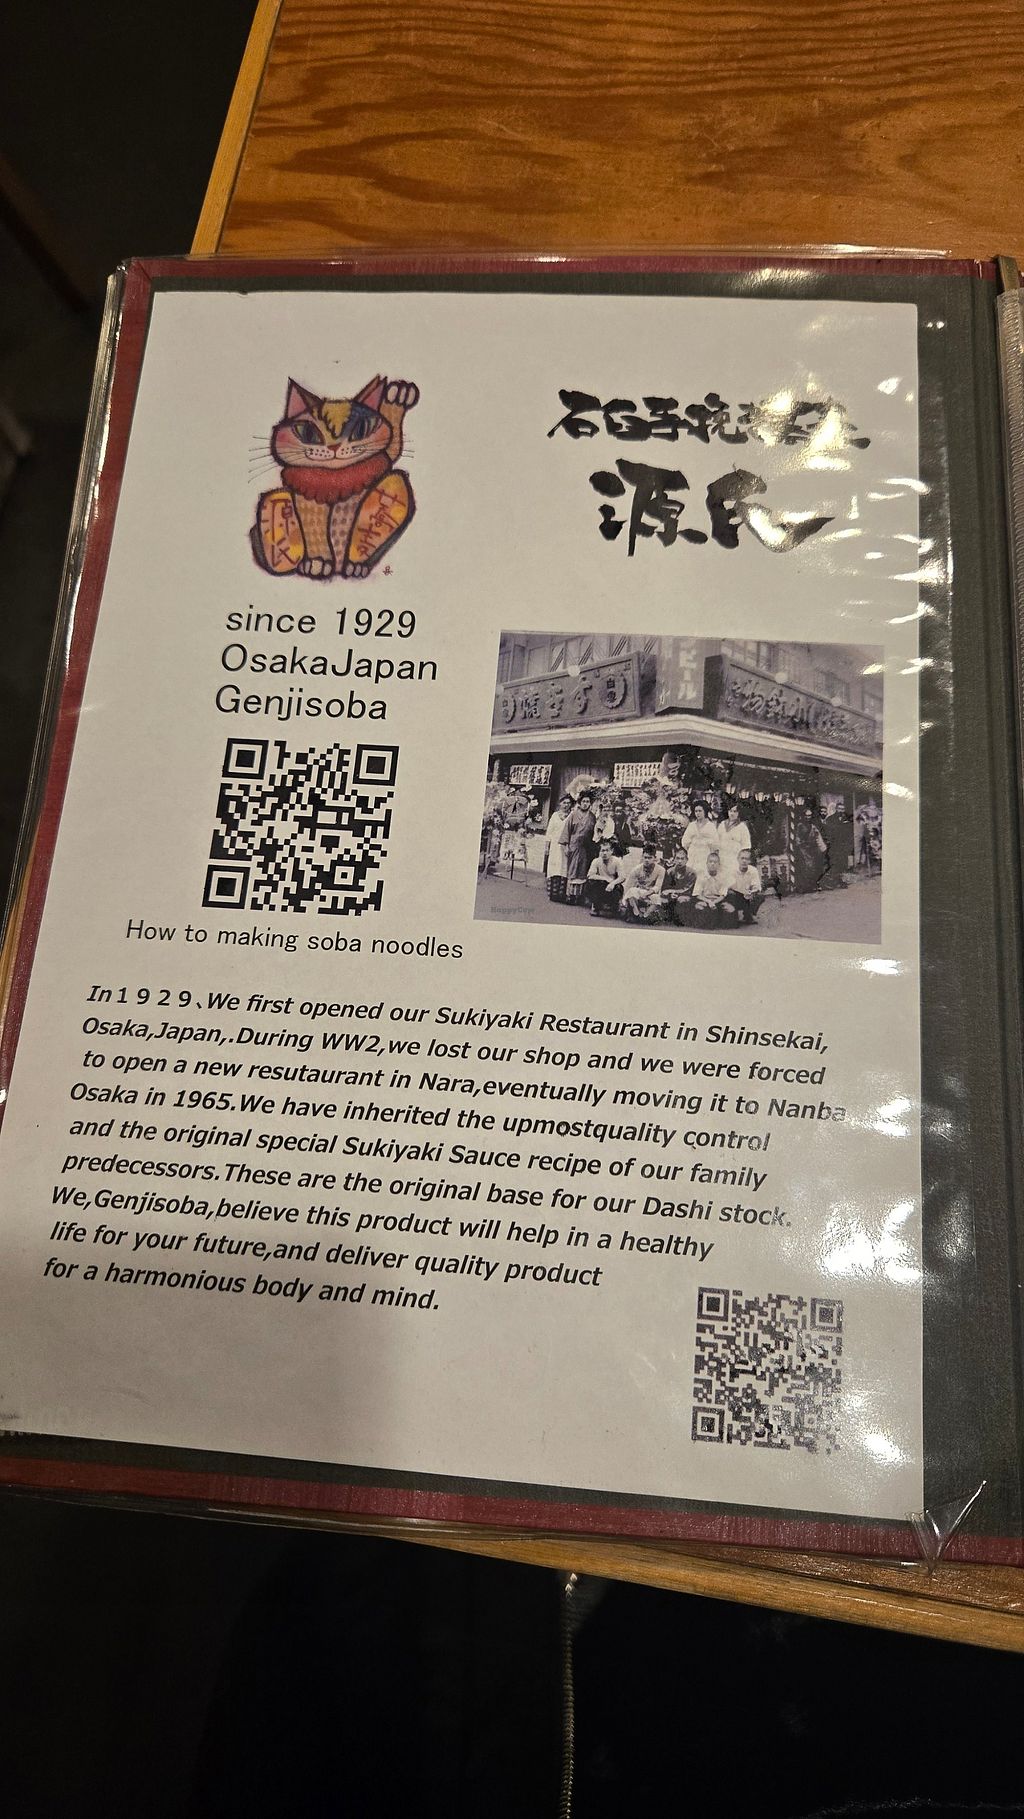 源氏
since 1929
OsakaJapan
Genjisoba
How to making soba noodles
HappyCow
In１９２９、We first opened our Sukiyaki Restaurant in Shinsekai,
Osaka,Japan,.During WW2,we lost our shop and we were forced
to open a new resutaurant in Nara,eventually moving it to Nanba
Osaka in 1965.We have inherited the upmostquality control
and the original special Sukiyaki Sauce recipe of our family
predecessors.These are the original base for our Dashi stock.
We,Genjisoba,believe this product will help in a healthy
life for your future,and deliver quality product
for a harmonious body and mind.